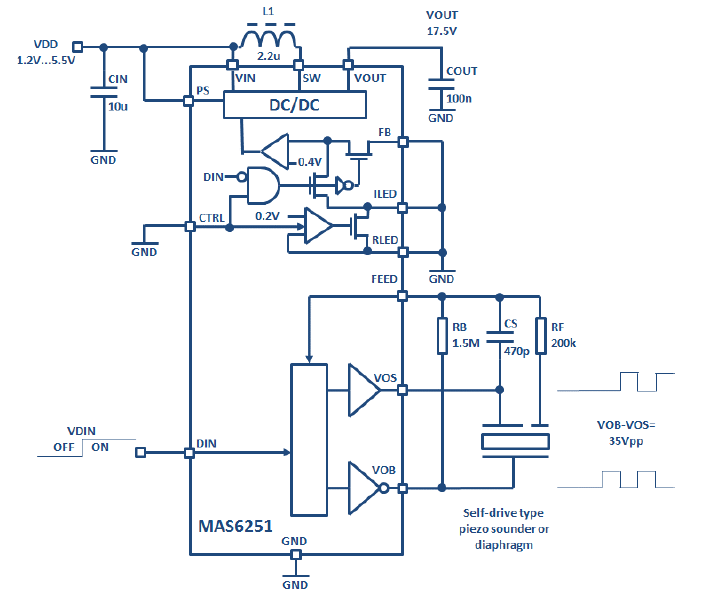 L1
VOUT
17.5V
VDD
1.2V...5.5V
2.2u
CIN
10u
GND
VIN
SW
VOUT
COUT
100n
GND
PS
DC/DC
FB
0.4V
DIN
ILED
CTRL
0.2V
RLED
GND
GND
FEED
RB
1.5M
CS
470p
RF
200k
VOS
VOB-VOS=
35Vpp
VDIN
OFF
ON
DIN
VOB
MAS6251
GND
GND
Self-drive type
piezo sounder or
diaphragm